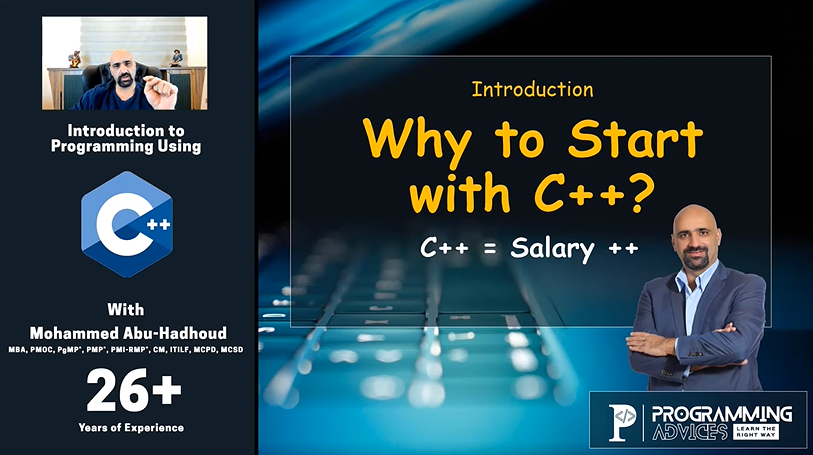 Introduction to
Programming Using
C++
With
Mohammed Abu-Hadhoud
MBA, PMOC, PgMP®, PMP®, PMI-RMP®, CM, ITILF, MCPD, MCSD
26+
Years of Experience
Introduction
Why to Start
with C++?
C++ = Salary ++
P </>
PROGRAMMING
ADVICES
LEARN THE
RIGHT WAY